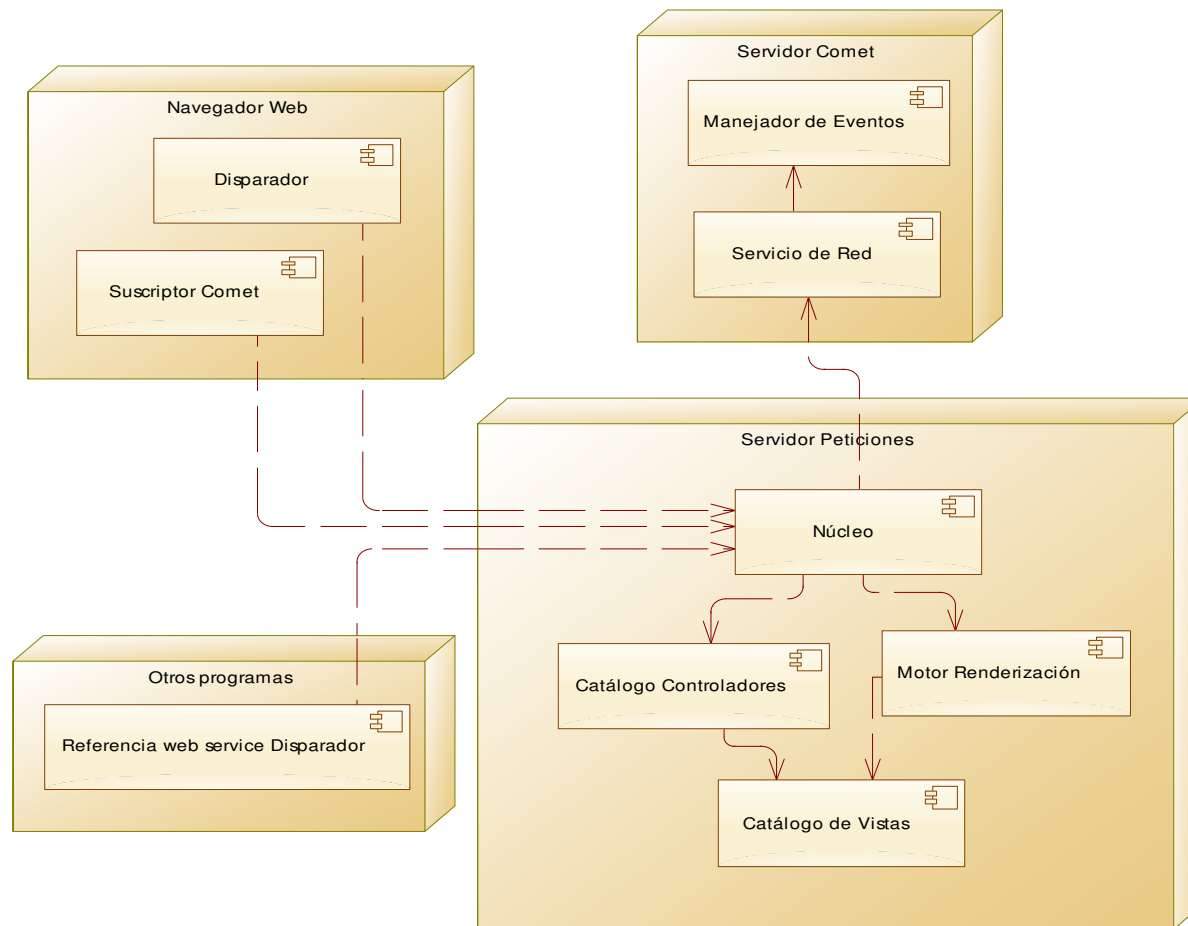 Servidor Comet
Manejador de Eventos
Servicio de Red
Navegador Web
Disparador
Suscriptor Comet
Servidor Peticiones
Núcleo
Catálogo Controladores
Motor Renderización
Catálogo de Vistas
Otros programas
Referencia web service Disparador